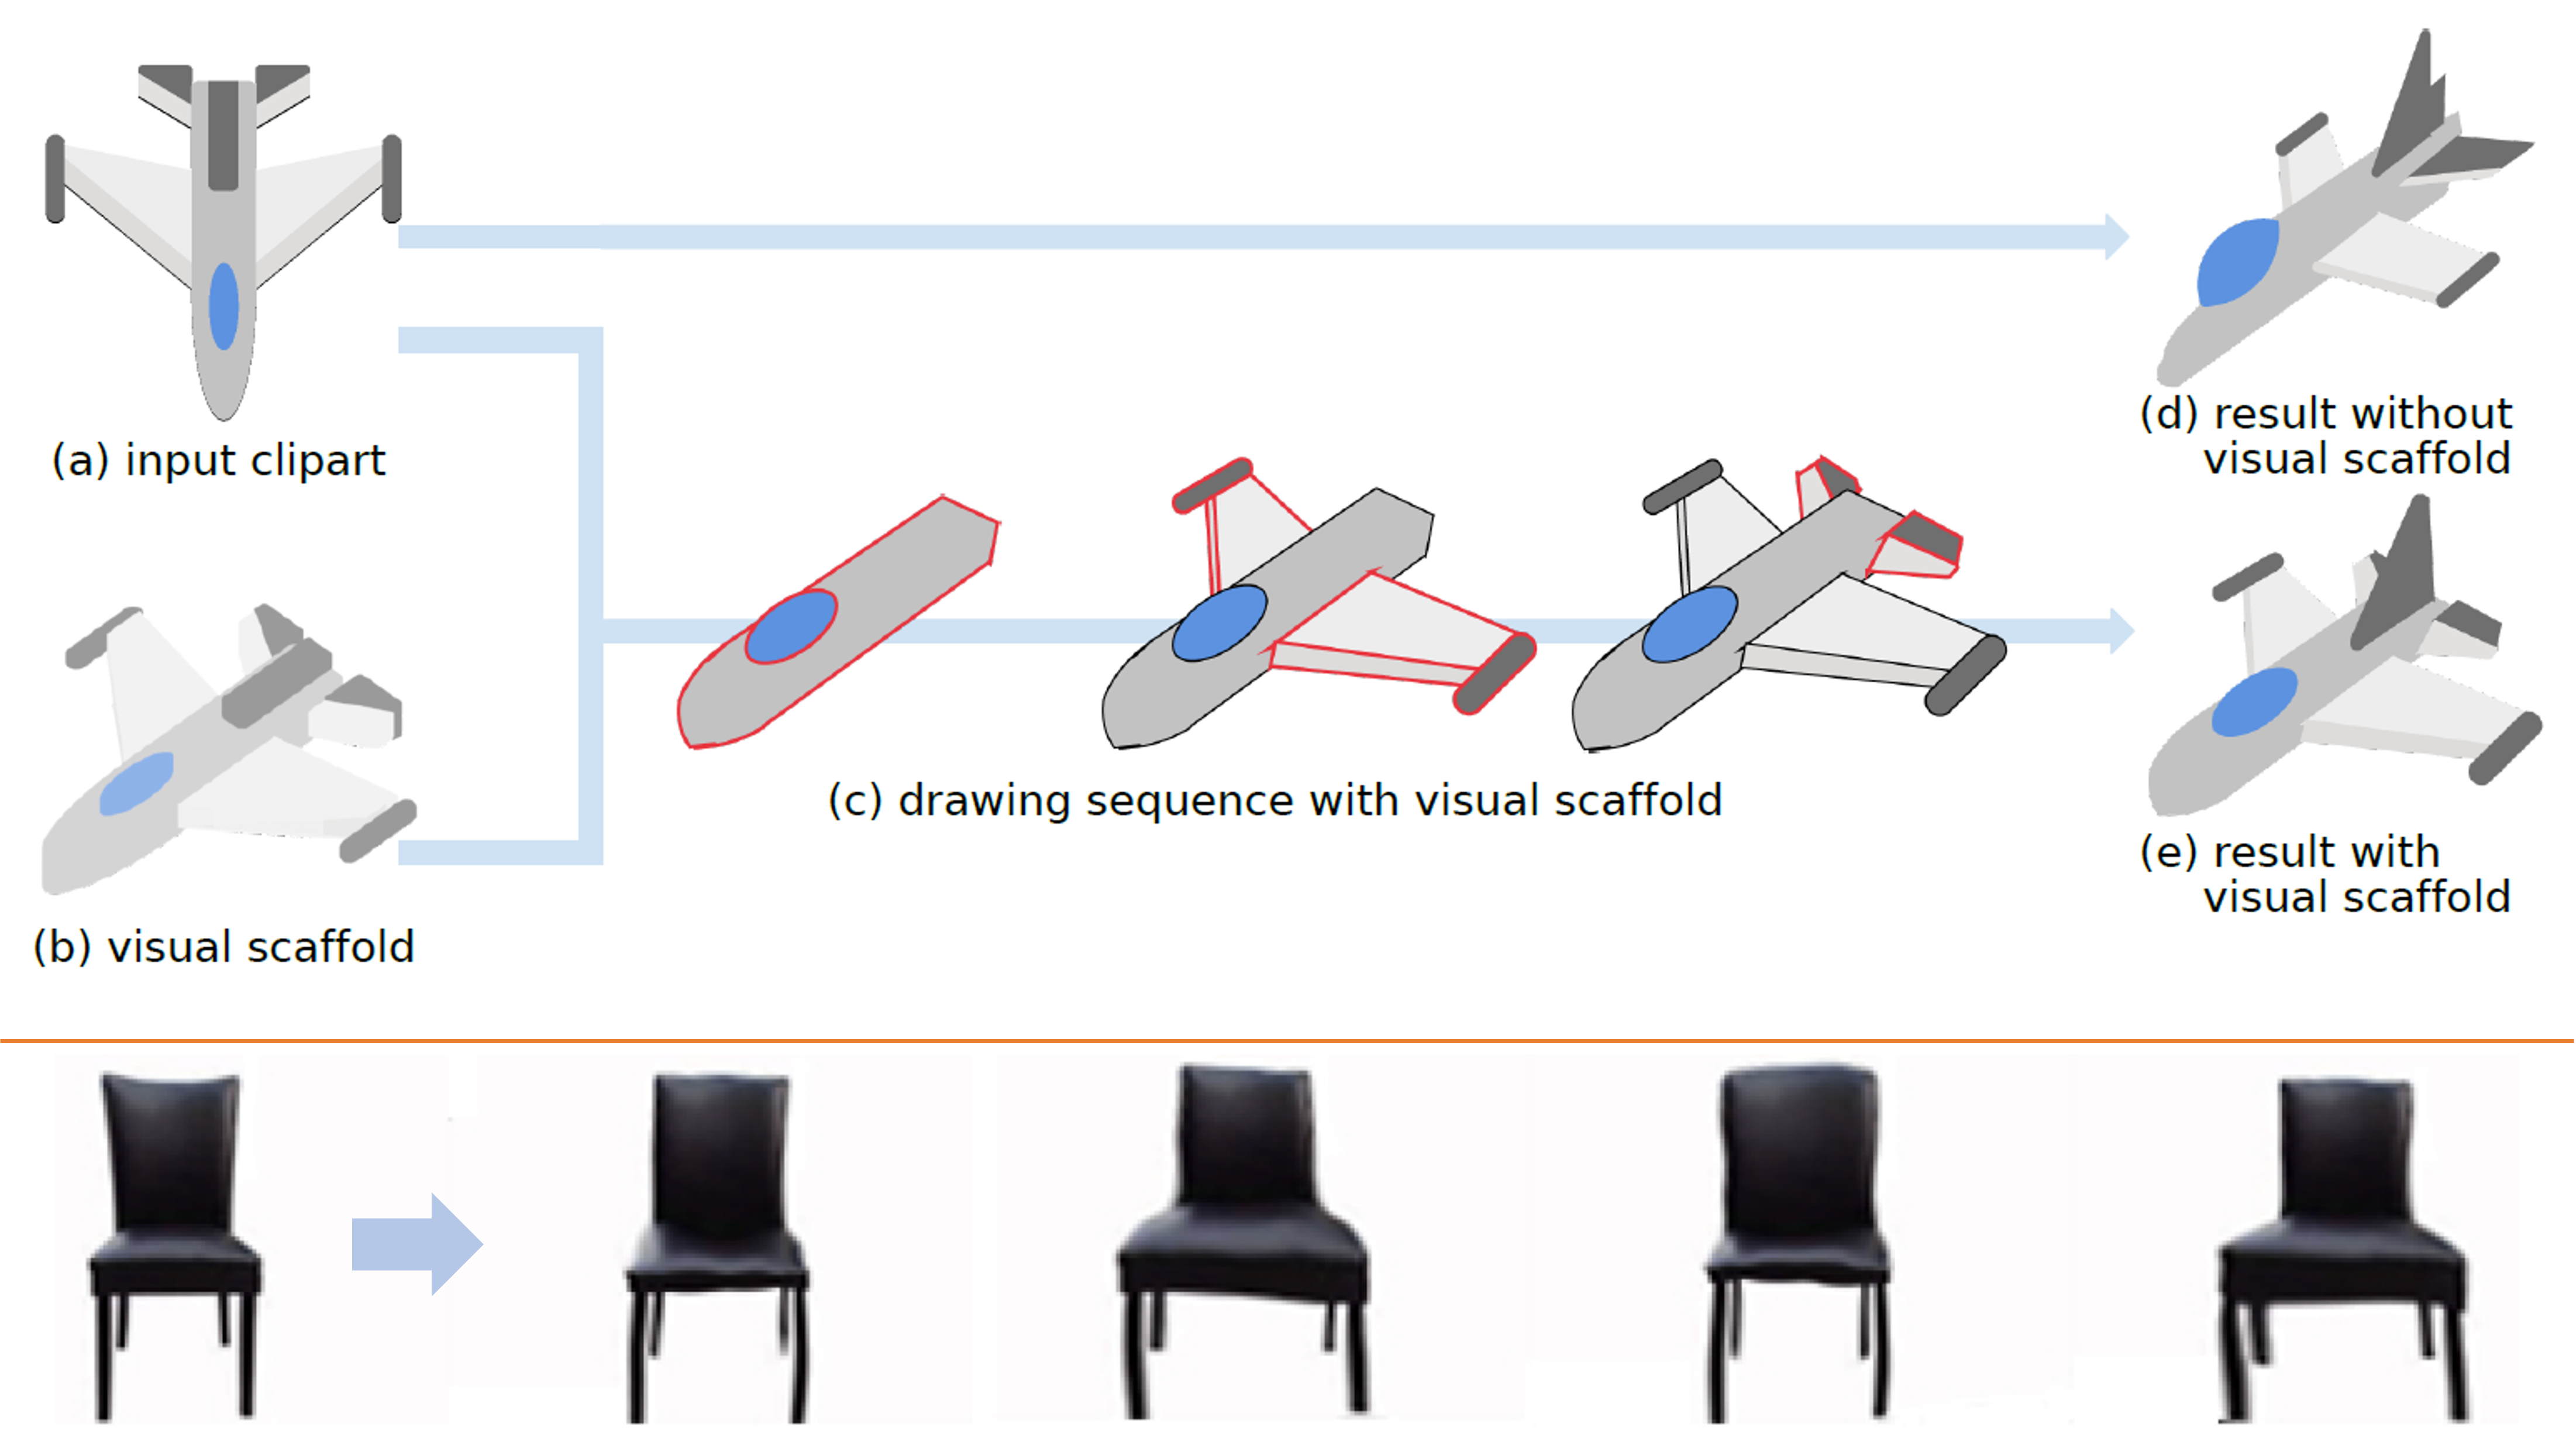 (a) input clipart
(b) visual scaffold
(c) drawing sequence with visual scaffold
(d) result without
visual scaffold
(e) result with
visual scaffold